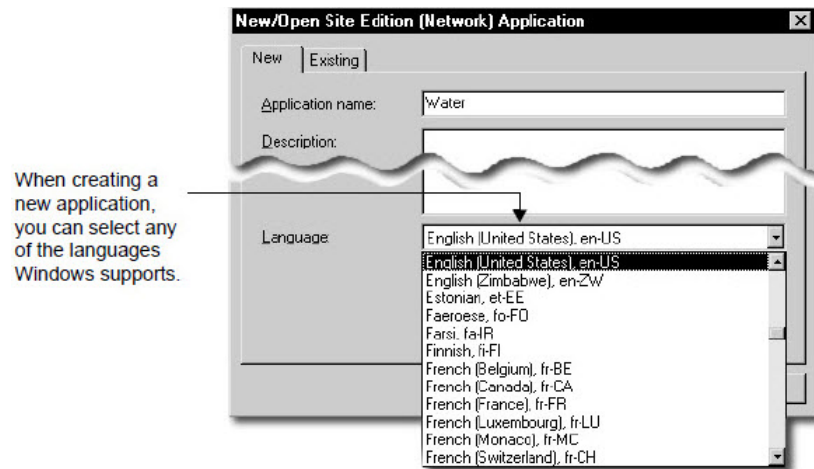 New/Open Site Edition (Network) Application
New
Existing
Application name:
Water
Description:
When creating a
new application,
you can select any
of the languages
Windows supports.
Language
English (United States), en-US
English (United States), en-US
English (Zimbabwe), en-ZW
Estonian, et-EE
Faeroese, fo-FO
Farsi, fa-IR
Finnish, fi-FI
French (Belgium), fr-BE
French (Canada), fr-CA
French (France), fr-FR
French (Luxembourg), fr-LU
French (Monaco), fr-MC
French (Switzerland), fr-CH